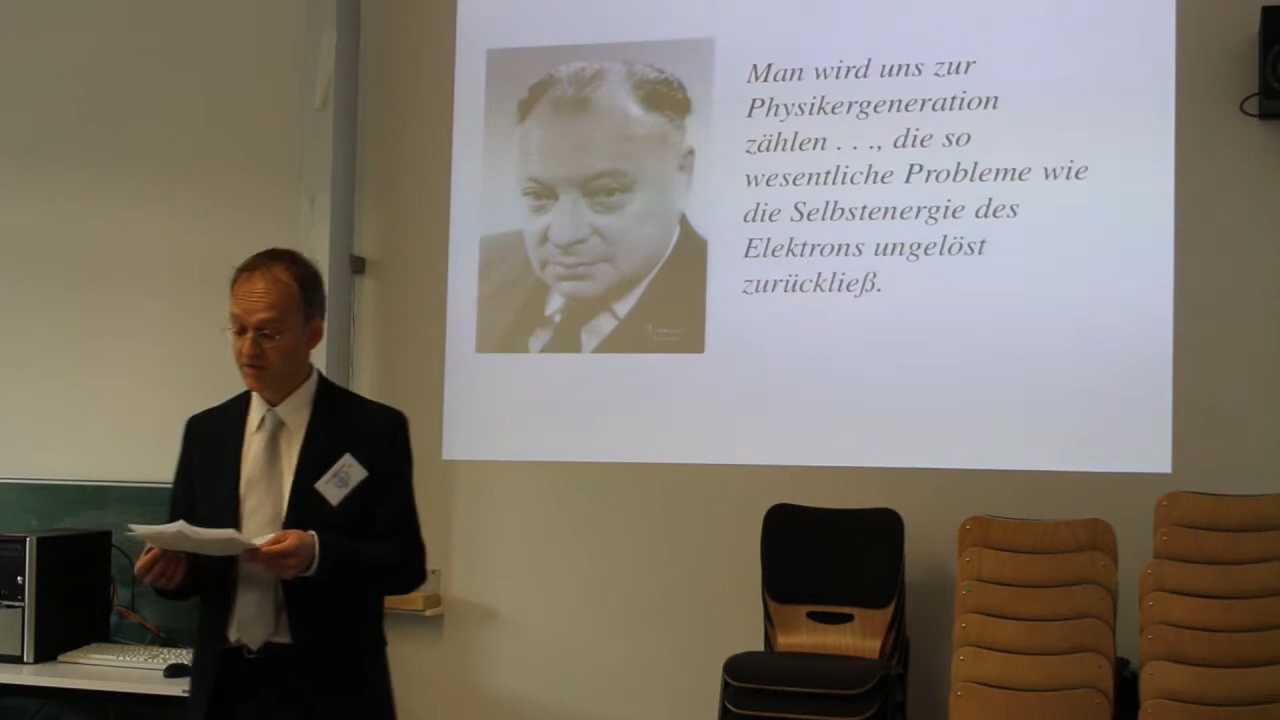 Man wird uns zur
Physikergeneration
zählen . . ., die so
wesentliche Probleme wie
die Selbstenergie des
Elektrons ungelöst
zurückließ.